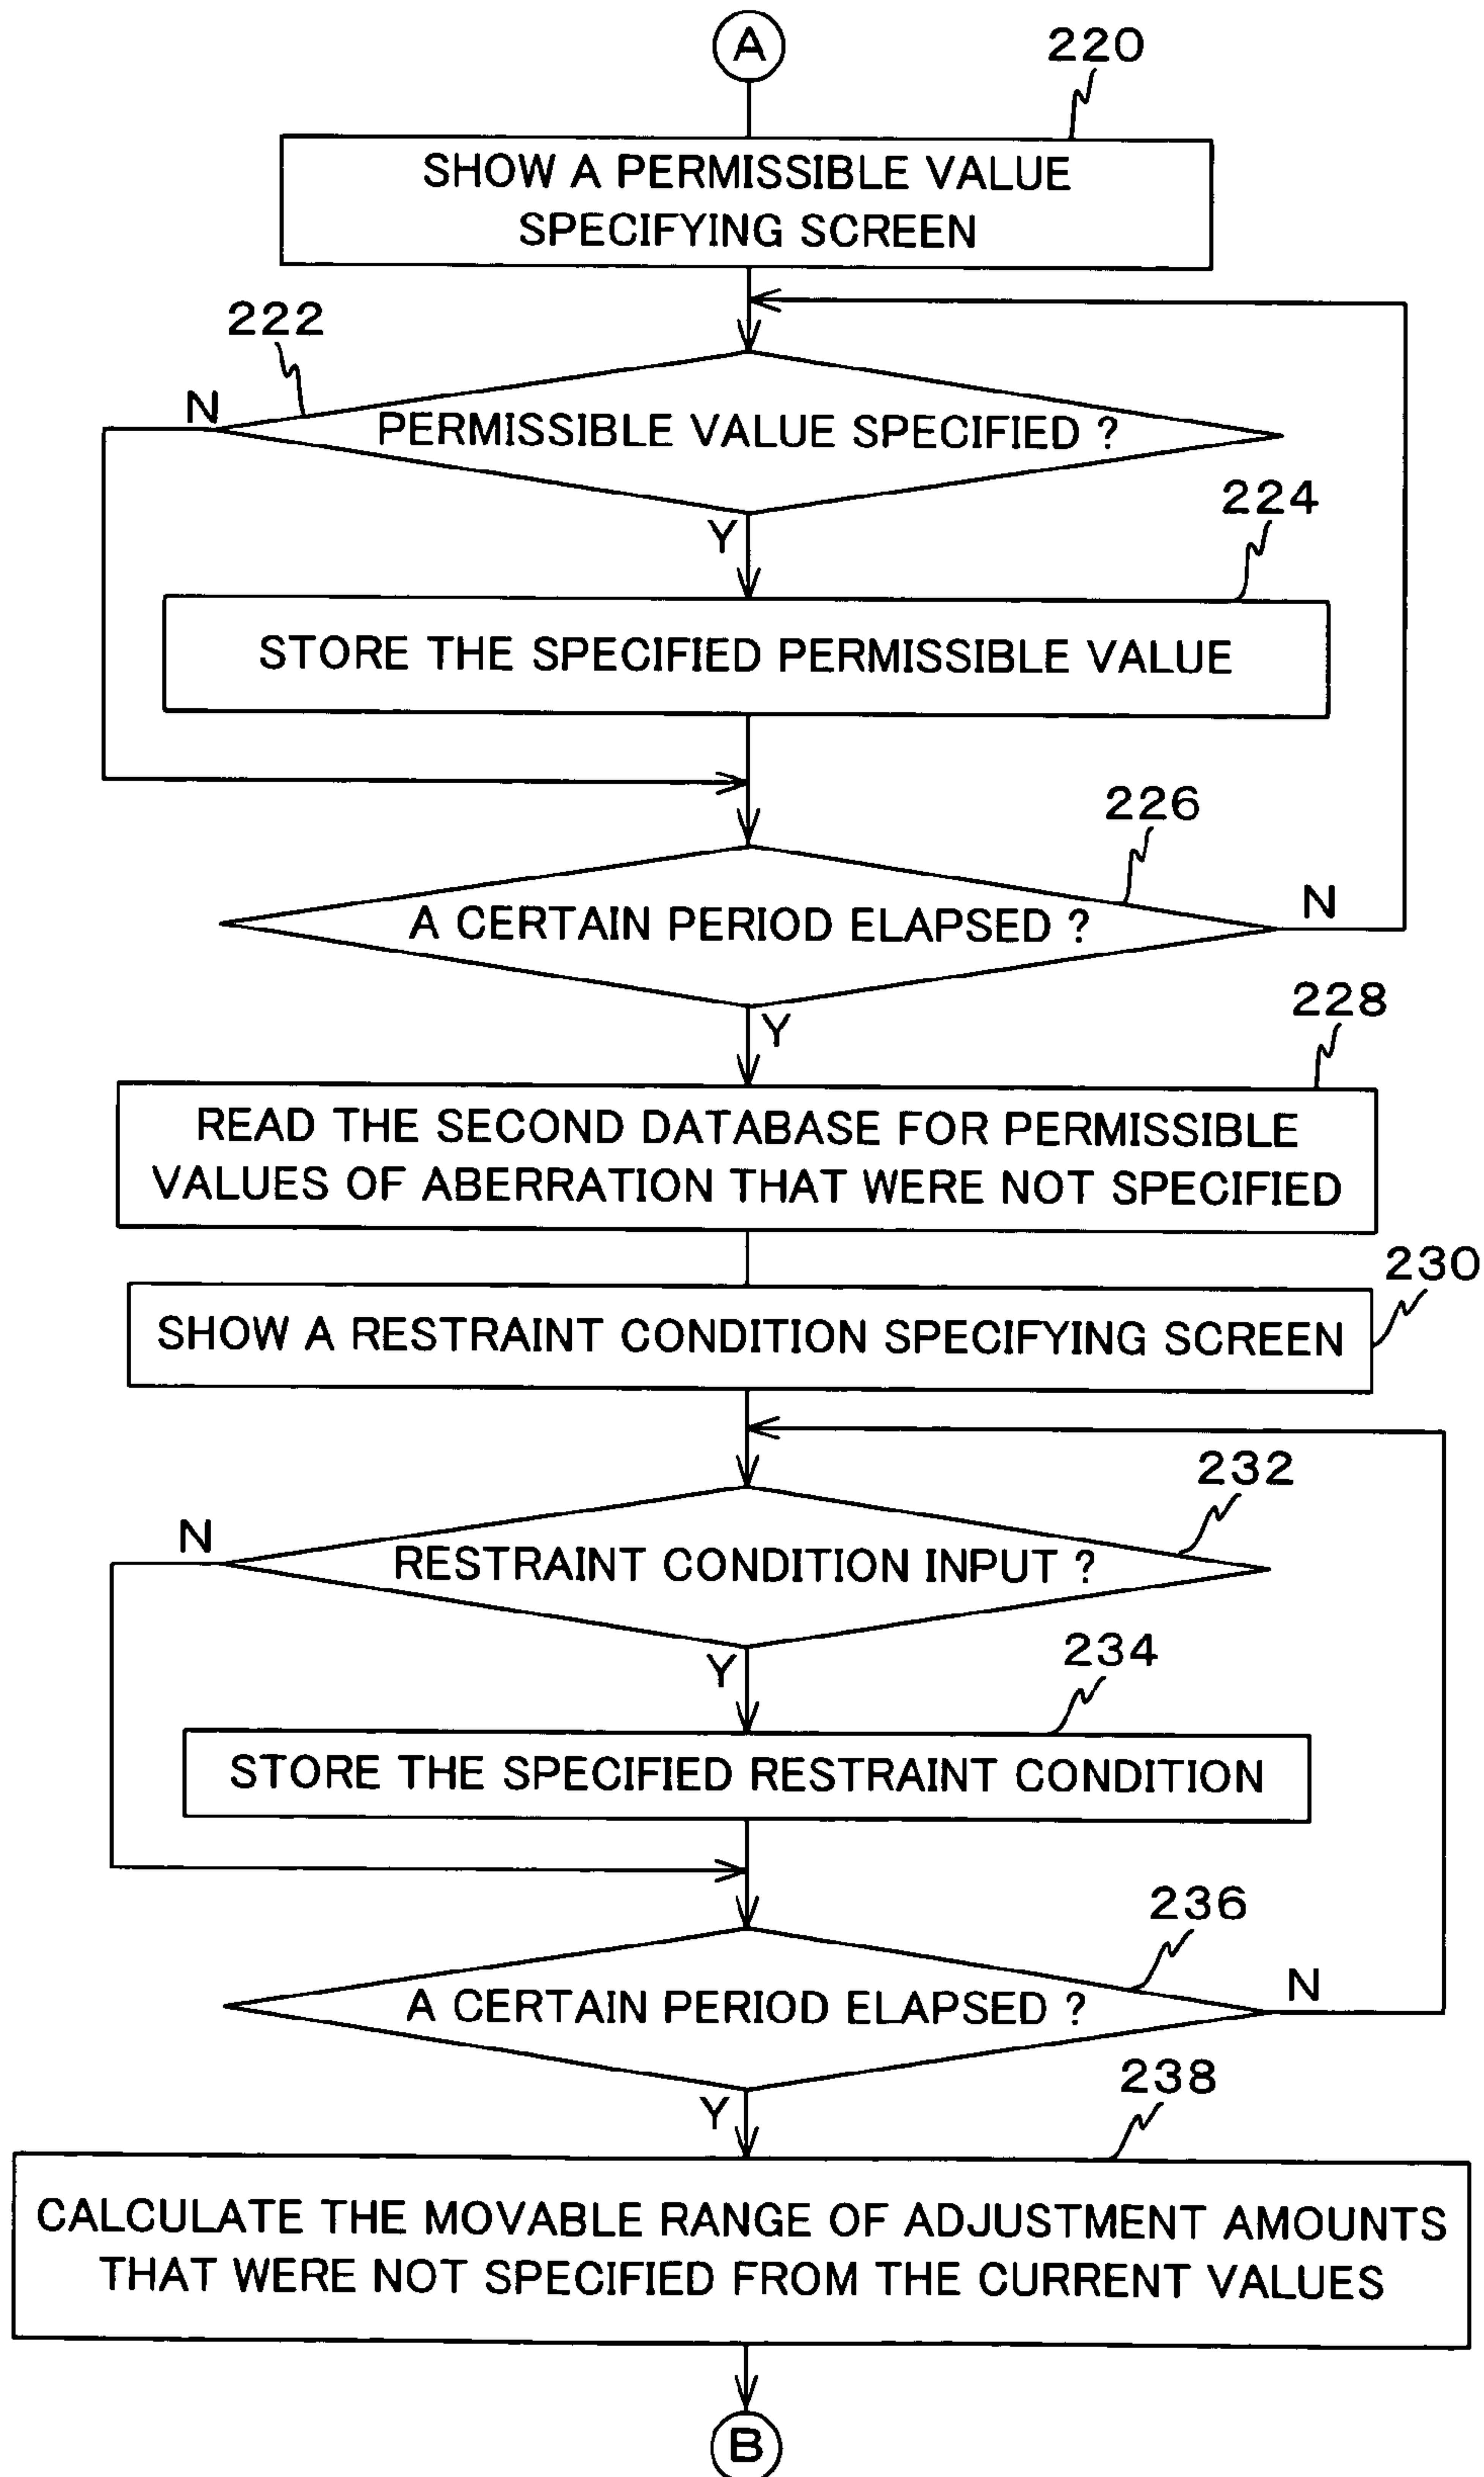 A
220
SHOW A PERMISSIBLE VALUE
SPECIFYING SCREEN
222
N
PERMISSIBLE VALUE SPECIFIED ?
224
Y
STORE THE SPECIFIED PERMISSIBLE VALUE
226
A CERTAIN PERIOD ELAPSED ?
N
228
Y
READ THE SECOND DATABASE FOR PERMISSIBLE
VALUES OF ABERRATION THAT WERE NOT SPECIFIED
230
SHOW A RESTRAINT CONDITION SPECIFYING SCREEN
232
N
RESTRAINT CONDITION INPUT ?
234
Y
STORE THE SPECIFIED RESTRAINT CONDITION
236
A CERTAIN PERIOD ELAPSED ?
N
238
Y
CALCULATE THE MOVABLE RANGE OF ADJUSTMENT AMOUNTS
THAT WERE NOT SPECIFIED FROM THE CURRENT VALUES
B